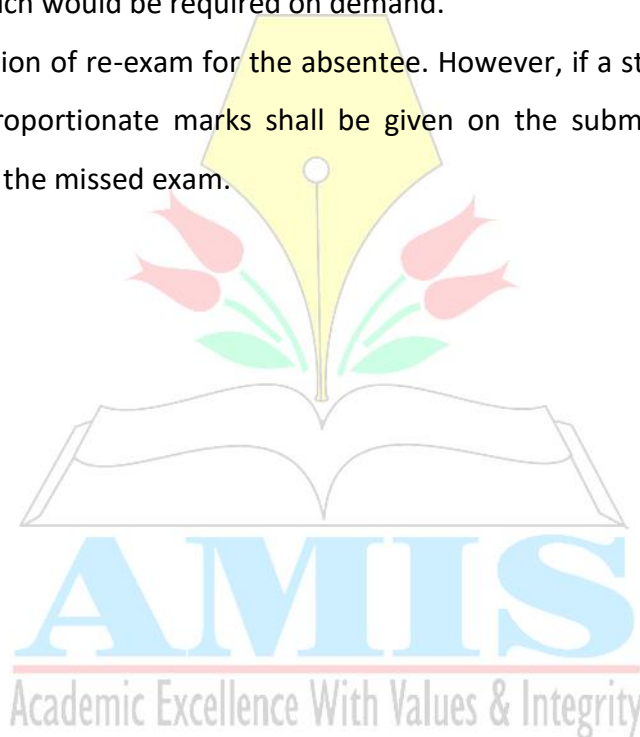 ich would be required on demand.
ion of re-exam for the absentee. However, if a st
roportionate marks shall be given on the subm
the missed exam.
AMIS
Academic Excellence With Values & Integrity